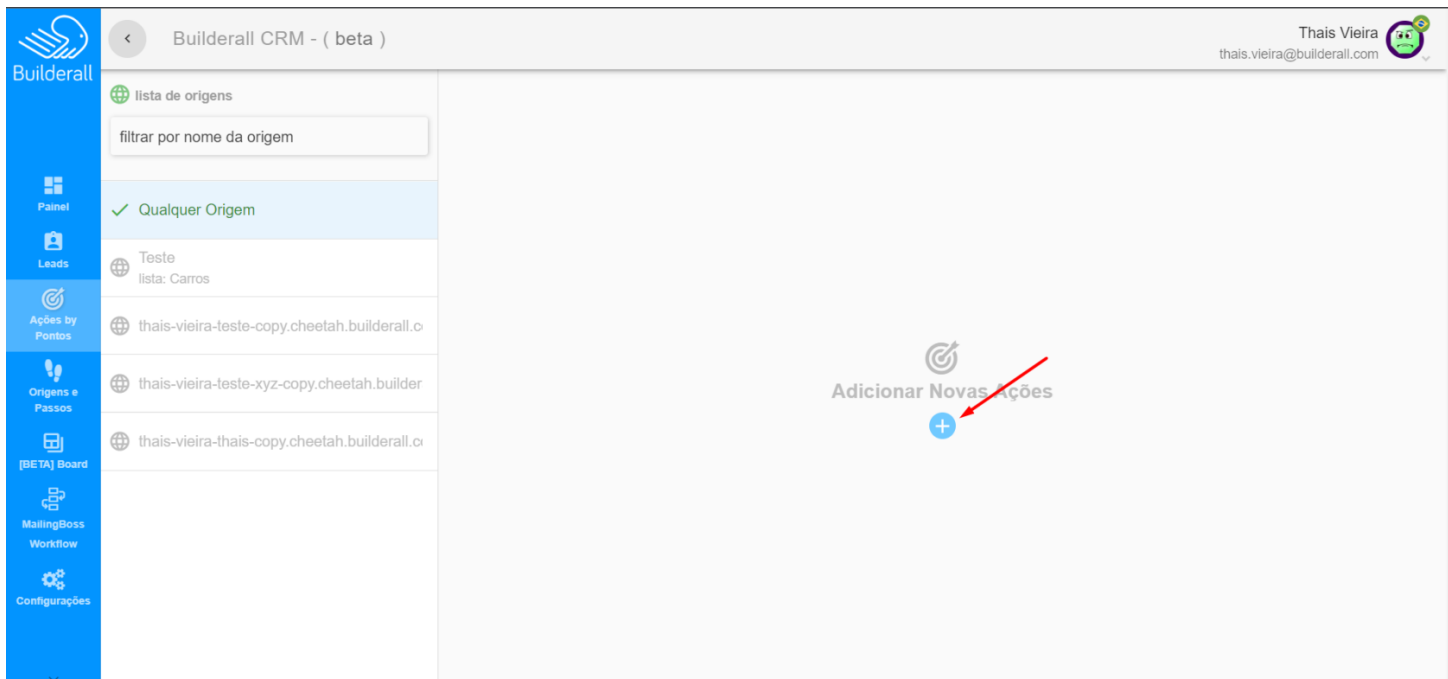 Builderall
Builderall CRM - ( beta )
Thais Vieira
thais.vieira@builderall.com
Painel
Leads
Ações by
Pontos
Origens e
Passos
[BETA] Board
MailingBoss
Workflow
Configurações
lista de origens
filtrar por nome da origem
Qualquer Origem
Teste
lista: Carros
thais-vieira-teste-copy.cheetah.builderall.c
thais-vieira-teste-xyz-copy.cheetah.builder
thais-vieira-thais-copy.cheetah.builderall.c
Adicionar Novas Ações